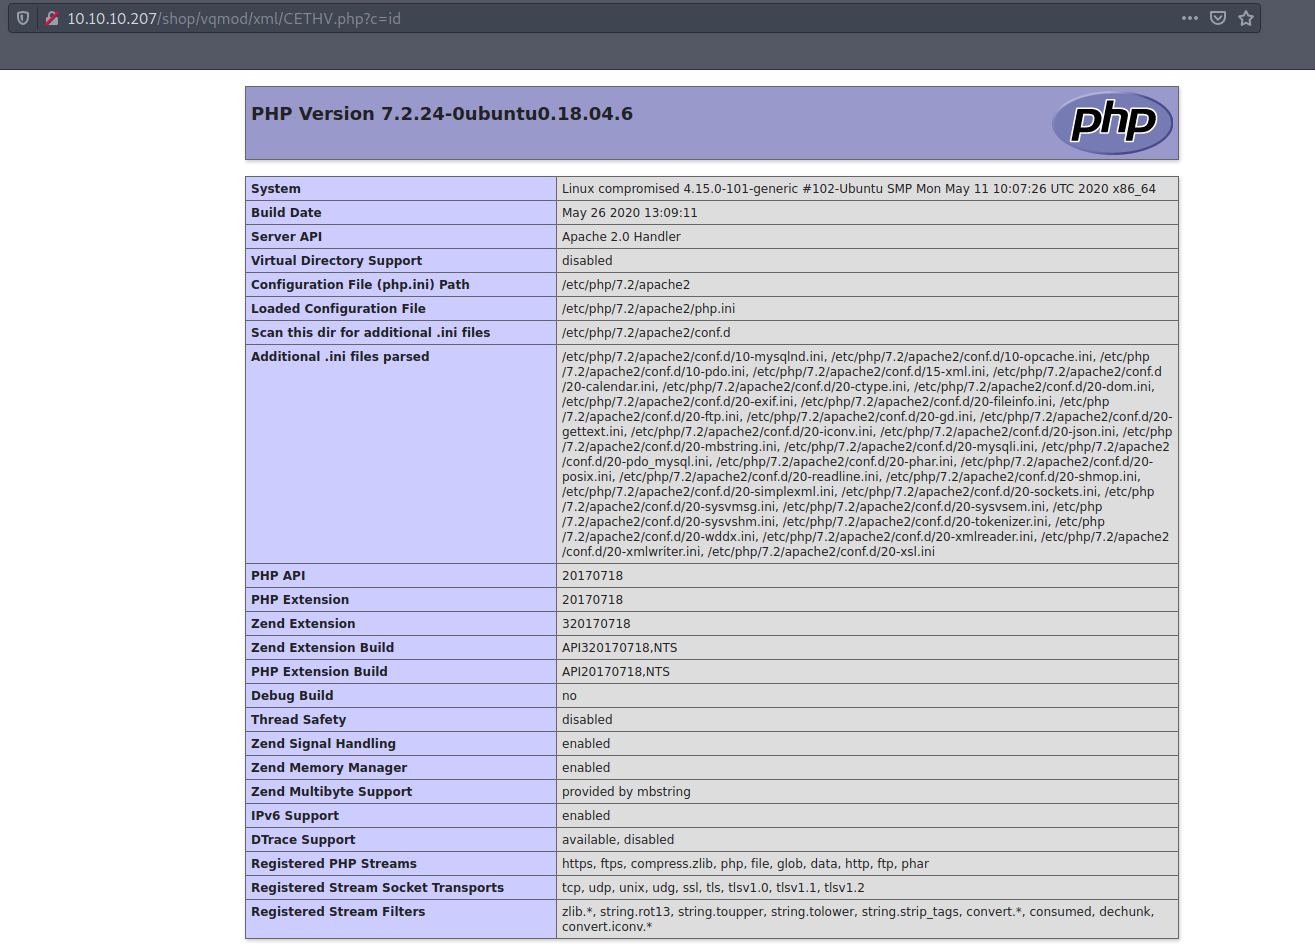 10.10.10.207/shop/vqmod/xml/CETHV.php?c=id
PHP Version 7.2.24-0ubuntu0.18.04.6
php
System Linux compromised 4.15.0-101-generic #102-Ubuntu SMP Mon May 11 10:07:26 UTC 2020 x86_64
Build Date May 26 2020 13:09:11
Server API Apache 2.0 Handler
Virtual Directory Support disabled
Configuration File (php.ini) Path /etc/php/7.2/apache2
Loaded Configuration File /etc/php/7.2/apache2/php.ini
Scan this dir for additional .ini files /etc/php/7.2/apache2/conf.d
Additional .ini files parsed /etc/php/7.2/apache2/conf.d/10-mysqlnd.ini, /etc/php/7.2/apache2/conf.d/10-opcache.ini, /etc/php
/7.2/apache2/conf.d/10-pdo.ini, /etc/php/7.2/apache2/conf.d/15-xml.ini, /etc/php/7.2/apache2/conf.d
/20-calendar.ini, /etc/php/7.2/apache2/conf.d/20-ctype.ini, /etc/php/7.2/apache2/conf.d/20-dom.ini,
/etc/php/7.2/apache2/conf.d/20-exif.ini, /etc/php/7.2/apache2/conf.d/20-fileinfo.ini, /etc/php
/7.2/apache2/conf.d/20-ftp.ini, /etc/php/7.2/apache2/conf.d/20-gd.ini, /etc/php/7.2/apache2/conf.d/20-
gettext.ini, /etc/php/7.2/apache2/conf.d/20-iconv.ini, /etc/php/7.2/apache2/conf.d/20-json.ini, /etc/php
/7.2/apache2/conf.d/20-mbstring.ini, /etc/php/7.2/apache2/conf.d/20-mysqli.ini, /etc/php/7.2/apache2
/conf.d/20-pdo_mysql.ini, /etc/php/7.2/apache2/conf.d/20-phar.ini, /etc/php/7.2/apache2/conf.d/20-
posix.ini, /etc/php/7.2/apache2/conf.d/20-readline.ini, /etc/php/7.2/apache2/conf.d/20-shmop.ini,
/etc/php/7.2/apache2/conf.d/20-simplexml.ini, /etc/php/7.2/apache2/conf.d/20-sockets.ini, /etc/php
/7.2/apache2/conf.d/20-sysvmsg.ini, /etc/php/7.2/apache2/conf.d/20-sysvsem.ini, /etc/php
/7.2/apache2/conf.d/20-sysvshm.ini, /etc/php/7.2/apache2/conf.d/20-tokenizer.ini, /etc/php
/7.2/apache2/conf.d/20-wddx.ini, /etc/php/7.2/apache2/conf.d/20-xmlreader.ini, /etc/php/7.2/apache2
/conf.d/20-xmlwriter.ini, /etc/php/7.2/apache2/conf.d/20-xsl.ini
PHP API 20170718
PHP Extension 20170718
Zend Extension 320170718
Zend Extension Build API320170718,NTS
PHP Extension Build API20170718,NTS
Debug Build no
Thread Safety disabled
Zend Signal Handling enabled
Zend Memory Manager enabled
Zend Multibyte Support provided by mbstring
IPv6 Support enabled
DTrace Support available, disabled
Registered PHP Streams https, ftps, compress.zlib, php, file, glob, data, http, ftp, phar
Registered Stream Socket Transports tcp, udp, unix, udg, ssl, tls, tlsv1.0, tlsv1.1, tlsv1.2
Registered Stream Filters zlib.*, string.rot13, string.toupper, string.tolower, string.strip_tags, convert.*, consumed, dechunk,
convert.iconv.*